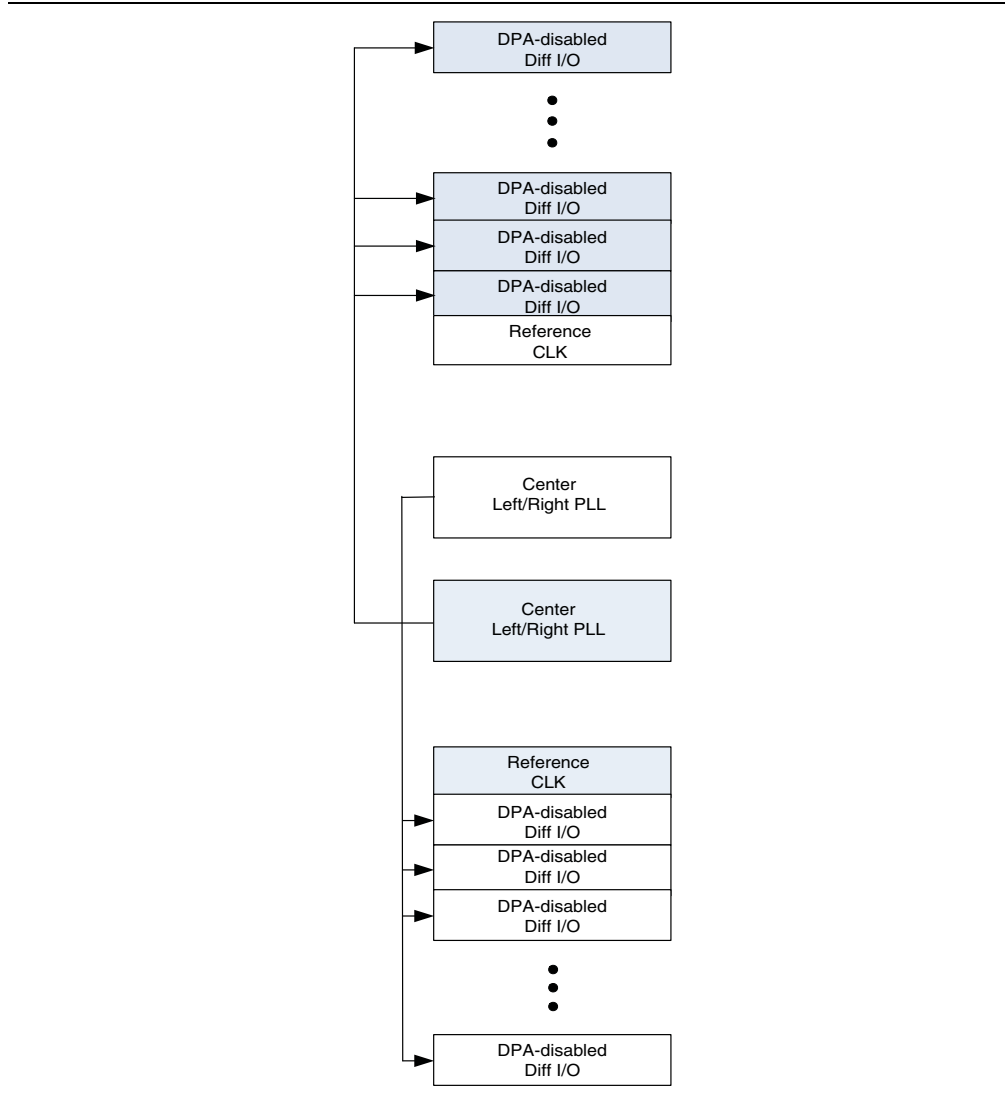 DPA-disabled
Diff I/O
DPA-disabled
Diff I/O
DPA-disabled
Diff I/O
DPA-disabled
Diff I/O
Reference
CLK
Center
Left/Right PLL
Center
Left/Right PLL
Reference
CLK
DPA-disabled
Diff I/O
DPA-disabled
Diff I/O
DPA-disabled
Diff I/O
DPA-disabled
Diff I/O